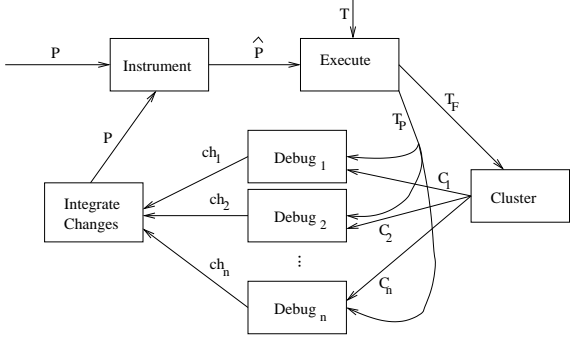 T
P
P̂
Instrument
Execute
T_P
T_F
P
ch_1
Debug_1
C_1
Integrate
Changes
ch_2
Debug_2
C_2
Cluster
⋮
ch_n
Debug_n
C_n